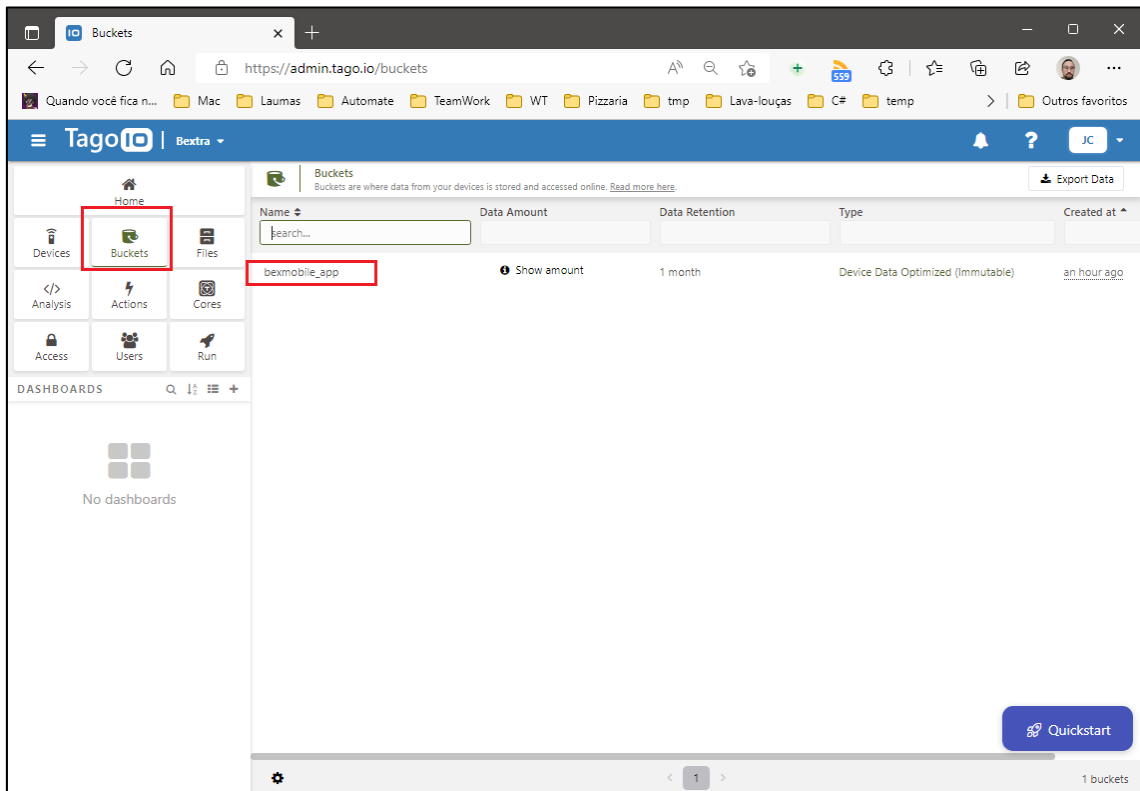 Buckets
https://admin.tago.io/buckets
559
Quando você fica n... Mac Laumas Automate TeamWork WT Pizzaria tmp Lava-louças C# temp Outros favoritos
Tago IO Bextra JC
Home
Devices Buckets Files
Analysis Actions Cores
Access Users Run
DASHBOARDS
No dashboards
Buckets
Buckets are where data from your devices is stored and accessed online. Read more here.
Export Data
Name Data Amount Data Retention Type Created at
search...
bexmobile_app Show amount 1 month Device Data Optimized (Immutable) an hour ago
Quickstart
1 1 buckets